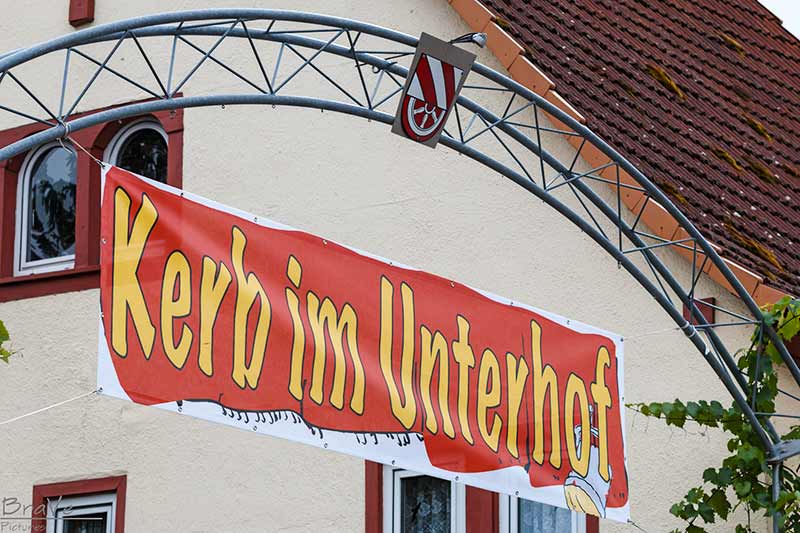 Kerb im Unterhof
BraVe
Pictures